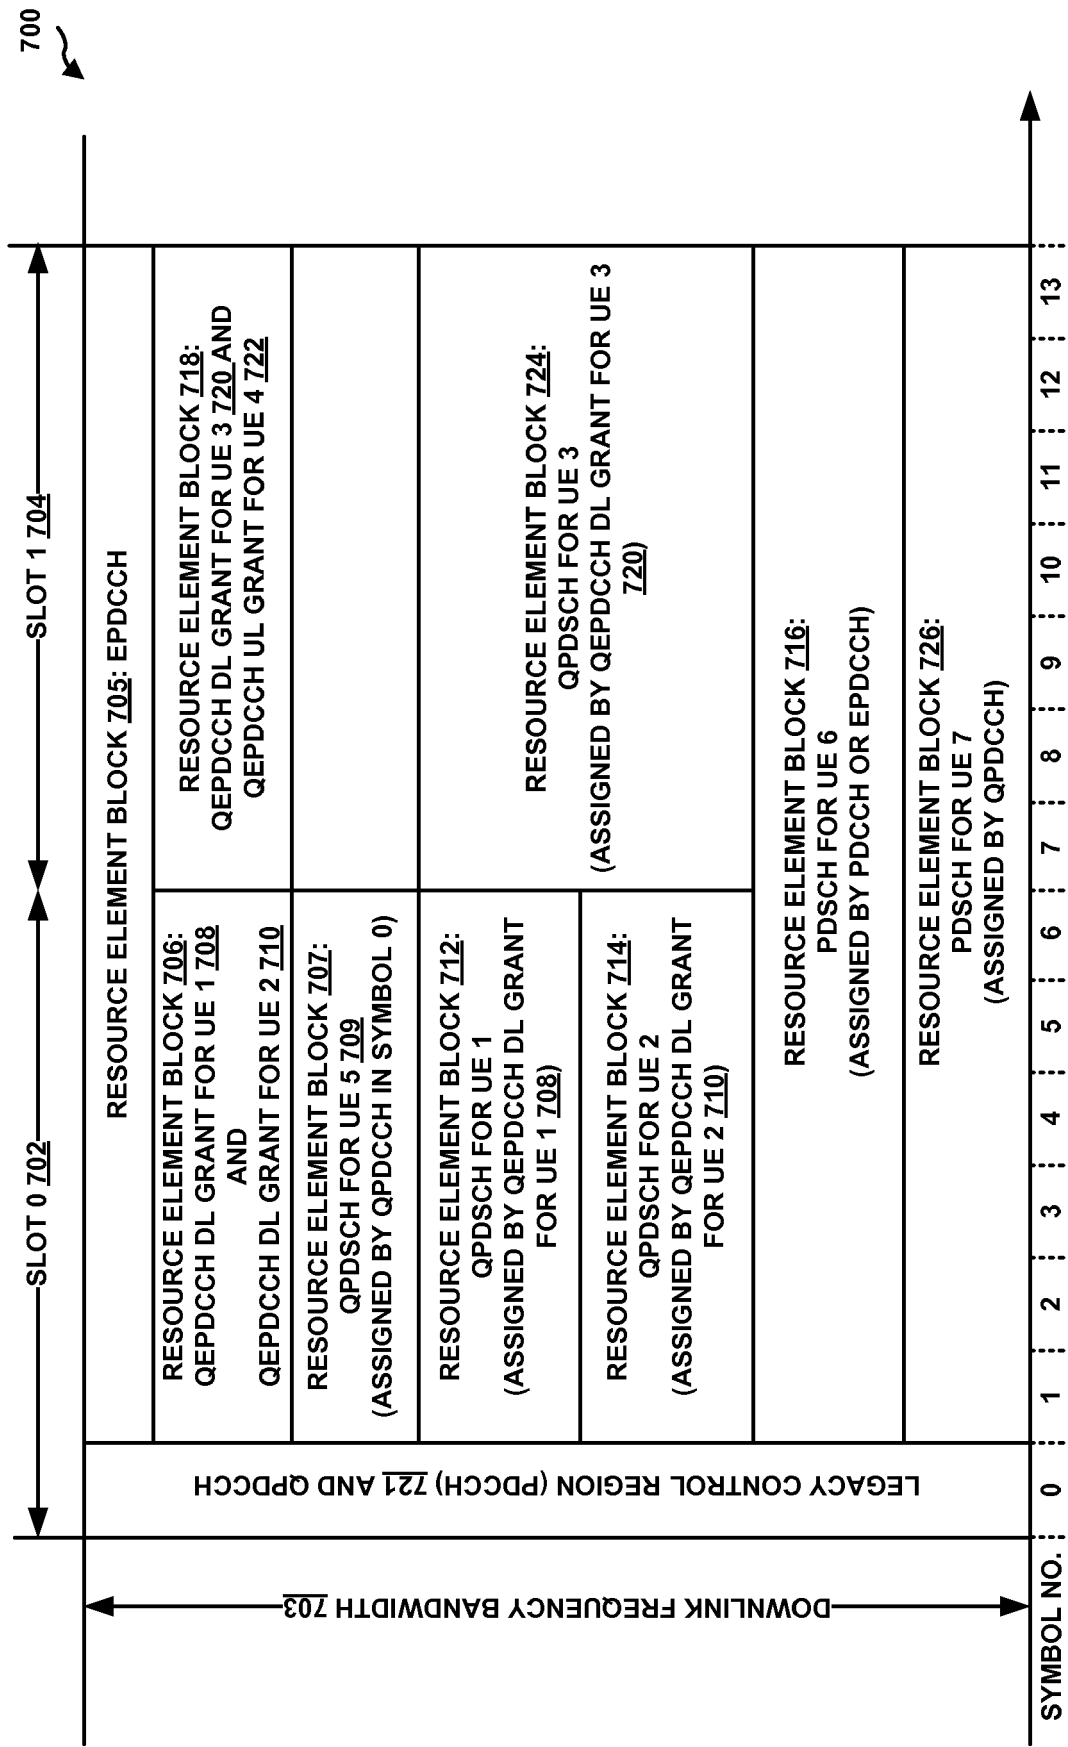 700
SLOT 0 702
SLOT 1 704
RESOURCE ELEMENT BLOCK 705: EPDCCH
RESOURCE ELEMENT BLOCK 706:
QEPDCCH DL GRANT FOR UE 1 708
AND
QEPDCCH DL GRANT FOR UE 2 710
RESOURCE ELEMENT BLOCK 718:
QEPDCCH DL GRANT FOR UE 3 720 AND
QEPDCCH UL GRANT FOR UE 4 722
RESOURCE ELEMENT BLOCK 707:
QPDSCH FOR UE 5 709
(ASSIGNED BY QPDCCH IN SYMBOL 0)
RESOURCE ELEMENT BLOCK 712:
QPDSCH FOR UE 1
(ASSIGNED BY QEPDCCH DL GRANT
FOR UE 1 708)
RESOURCE ELEMENT BLOCK 714:
QPDSCH FOR UE 2
(ASSIGNED BY QEPDCCH DL GRANT
FOR UE 2 710)
RESOURCE ELEMENT BLOCK 724:
QPDSCH FOR UE 3
(ASSIGNED BY QEPDCCH DL GRANT FOR UE 3
720)
RESOURCE ELEMENT BLOCK 716:
PDSCH FOR UE 6
(ASSIGNED BY PDCCH OR EPDCCH)
RESOURCE ELEMENT BLOCK 726:
PDSCH FOR UE 7
(ASSIGNED BY QPDCCH)
LEGACY CONTROL REGION (PDCCH) 721 AND QPDCCH
DOWNLINK FREQUENCY BANDWIDTH 703
SYMBOL NO. 0 1 2 3 4 5 6 7 8 9 10 11 12 13